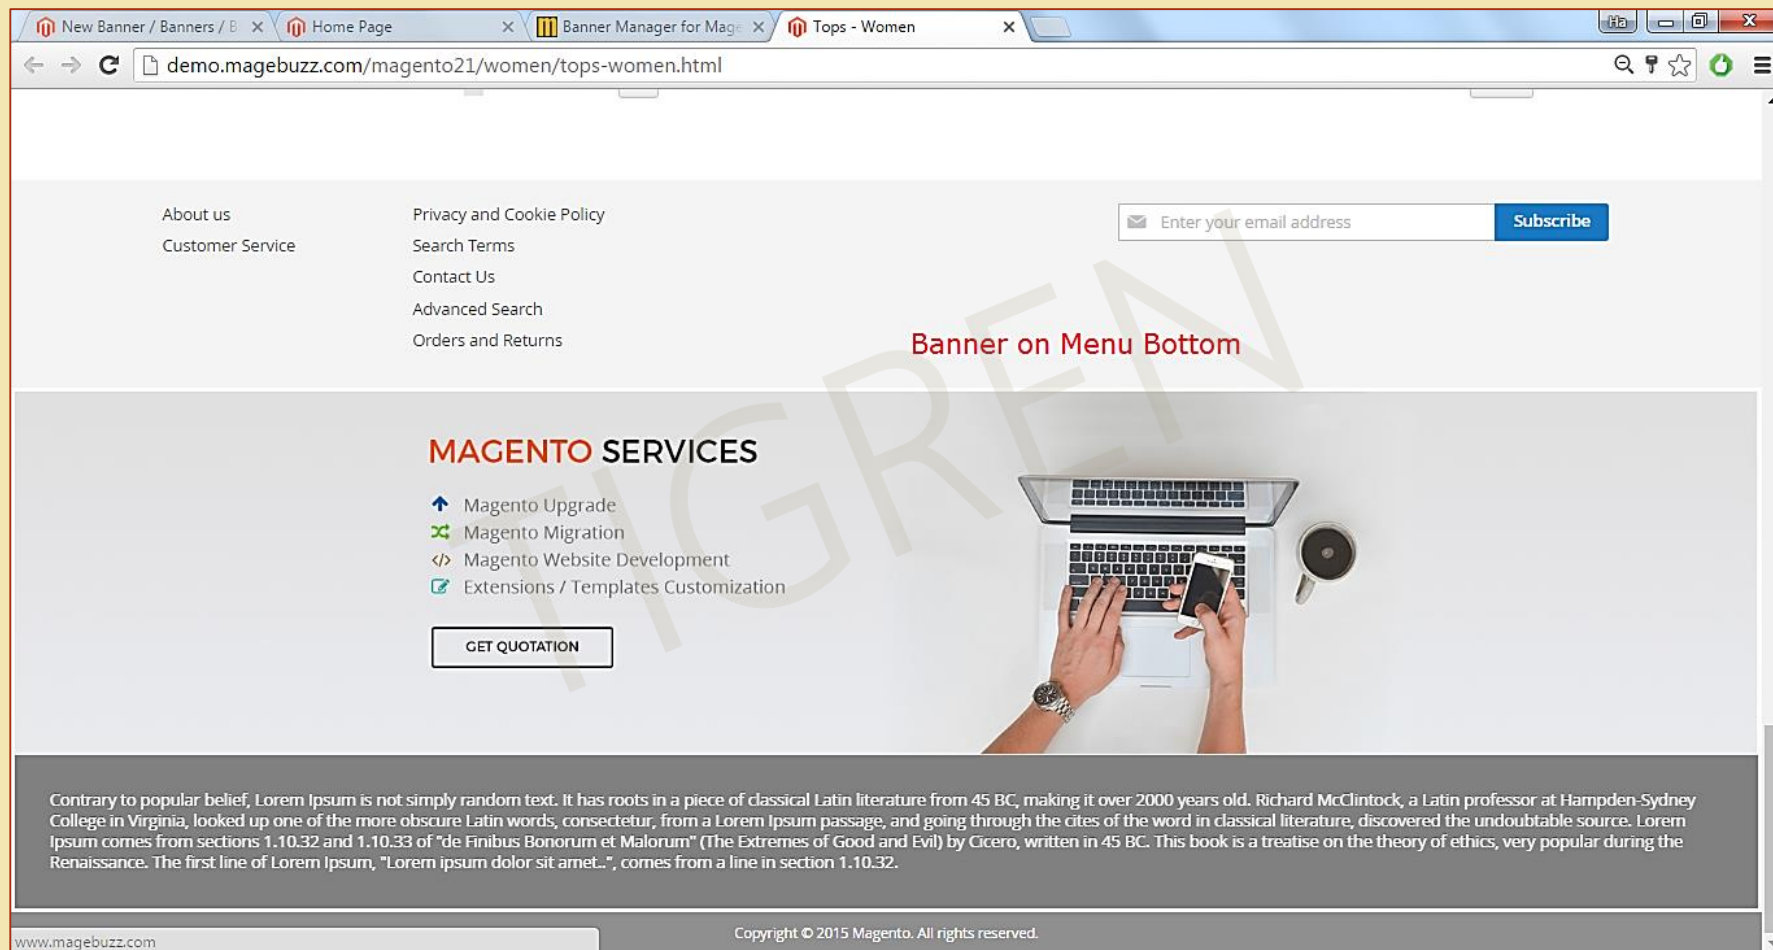 New Banner / Banners / B
Home Page
Banner Manager for Mage
Tops - Women
Ha
demo.magebuzz.com/magento21/women/tops-women.html
About us
Customer Service
Privacy and Cookie Policy
Search Terms
Contact Us
Advanced Search
Orders and Returns
Enter your email address
Subscribe
Banner on Menu Bottom
TIGREN
MAGENTO SERVICES
Magento Upgrade
Magento Migration
Magento Website Development
Extensions / Templates Customization
GET QUOTATION
Contrary to popular belief, Lorem Ipsum is not simply random text. It has roots in a piece of classical Latin literature from 45 BC, making it over 2000 years old. Richard McClintock, a Latin professor at Hampden-Sydney
College in Virginia, looked up one of the more obscure Latin words, consectetur, from a Lorem Ipsum passage, and going through the cites of the word in classical literature, discovered the undoubtable source. Lorem
Ipsum comes from sections 1.10.32 and 1.10.33 of "de Finibus Bonorum et Malorum" (The Extremes of Good and Evil) by Cicero, written in 45 BC. This book is a treatise on the theory of ethics, very popular during the
Renaissance. The first line of Lorem Ipsum, "Lorem ipsum dolor sit amet..", comes from a line in section 1.10.32.
Copyright © 2015 Magento. All rights reserved.
www.magebuzz.com